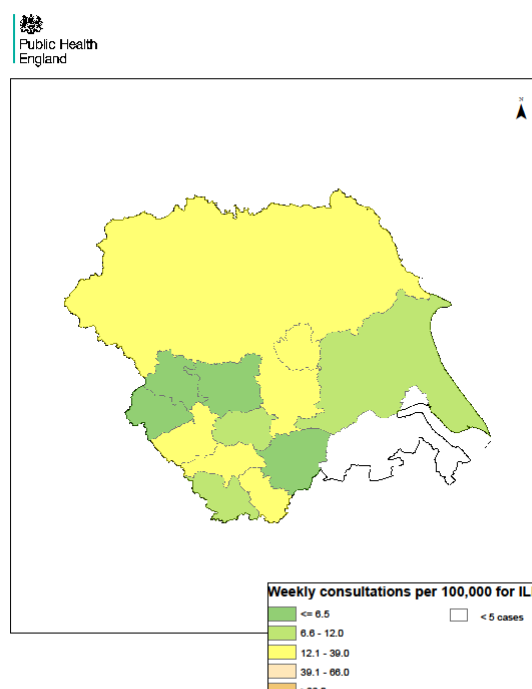 Public Health
England
N
Weekly consultations per 100,000 for IL
<= 6.5
< 5 cases
6.6 - 12.0
12.1 - 39.0
39.1 - 66.0